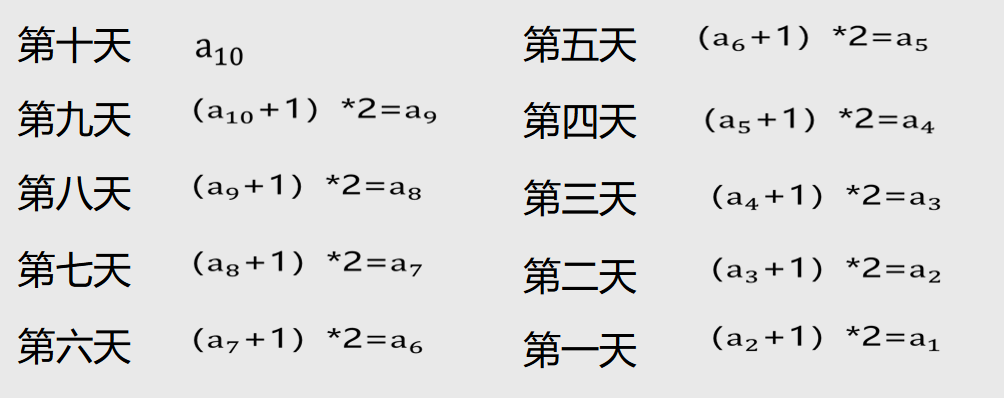 第十天 a₁₀
第九天 (a₁₀+1) *2=a₉
第八天 (a₉+1) *2=a₈
第七天 (a₈+1) *2=a₇
第六天 (a₇+1) *2=a₆
第五天 (a₆+1) *2=a₅
第四天 (a₅+1) *2=a₄
第三天 (a₄+1) *2=a₃
第二天 (a₃+1) *2=a₂
第一天 (a₂+1) *2=a₁